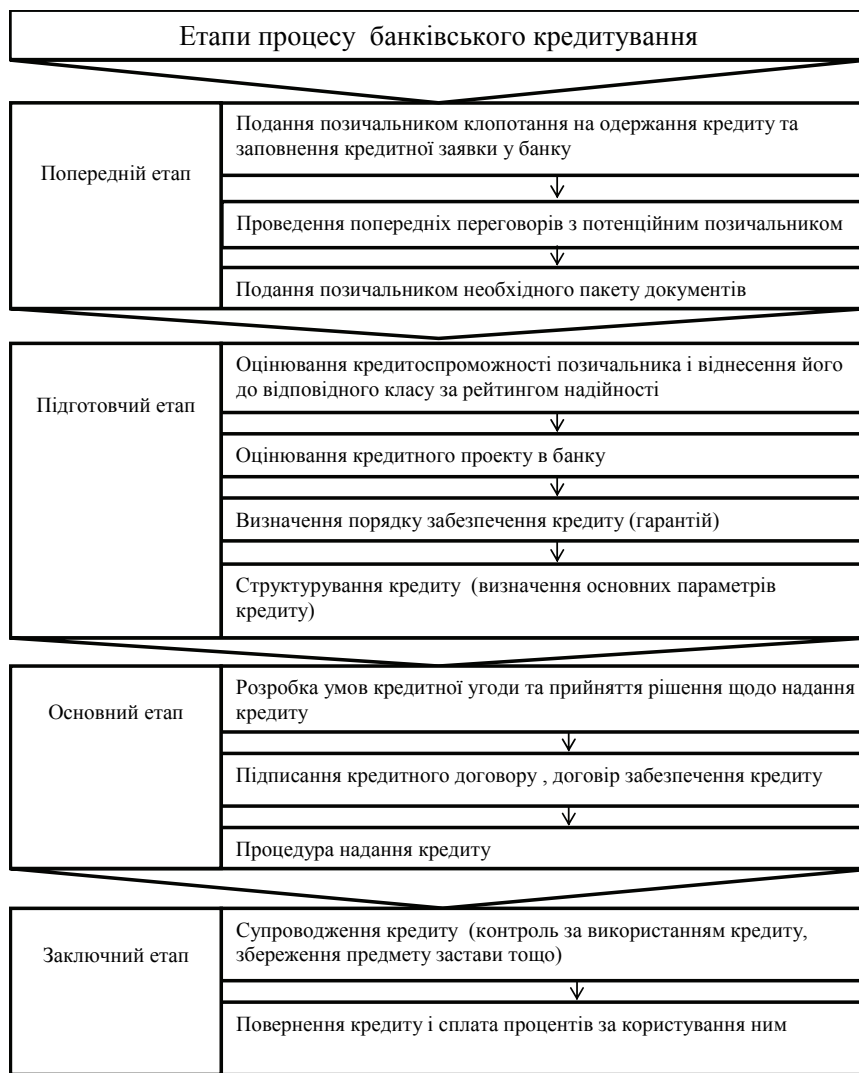 Етапи процесу банківського кредитування
Попередній етап
Подання позичальником клопотання на одержання кредиту та
заповнення кредитної заявки у банку
Проведення попередніх переговорів з потенційним позичальником
Подання позичальником необхідного пакету документів
Підготовчий етап
Оцінювання кредитоспроможності позичальника і віднесення його
до відповідного класу за рейтингом надійності
Оцінювання кредитного проекту в банку
Визначення порядку забезпечення кредиту (гарантій)
Структурування кредиту (визначення основних параметрів
кредиту)
Основний етап
Розробка умов кредитної угоди та прийняття рішення щодо надання
кредиту
Підписання кредитного договору , договір забезпечення кредиту
Процедура надання кредиту
Заключний етап
Супроводження кредиту (контроль за використанням кредиту,
збереження предмету застави тощо)
Повернення кредиту і сплата процентів за користування ним